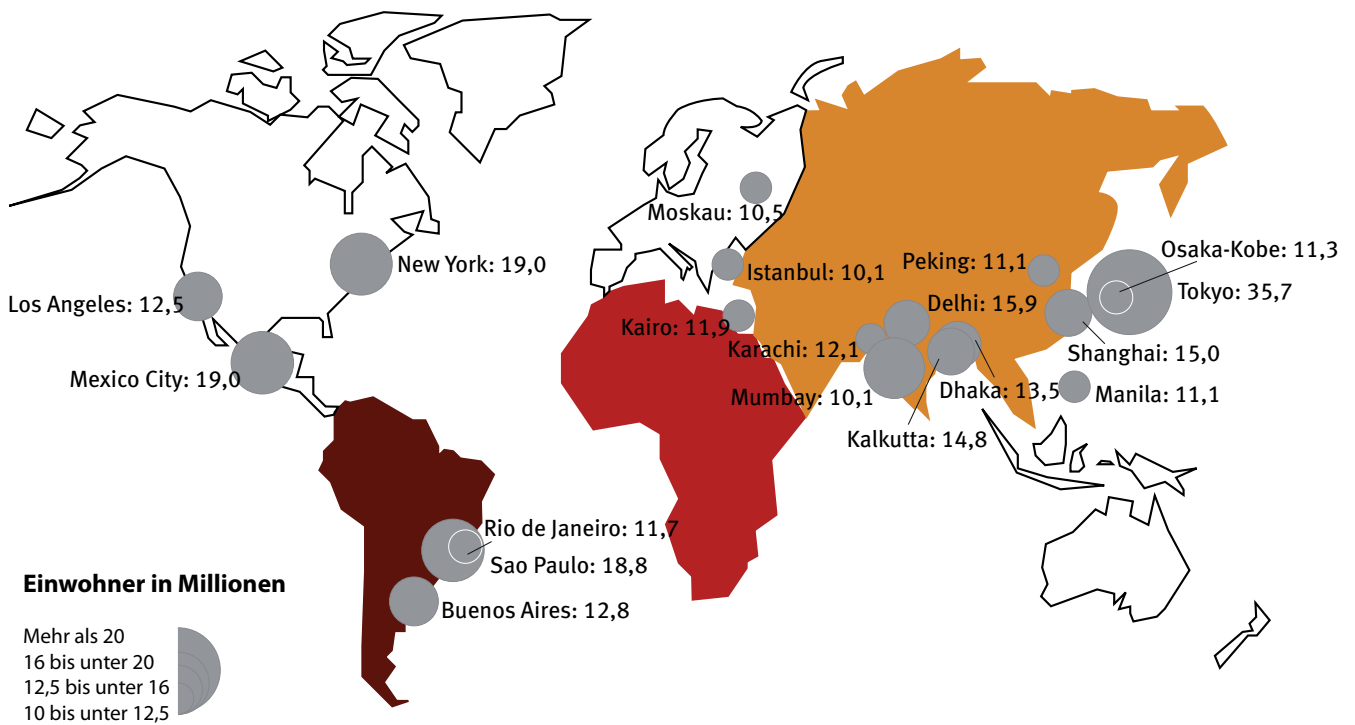 Moskau: 10,5
New York: 19,0
Istanbul: 10,1
Peking: 11,1
Osaka-Kobe: 11,3
Los Angeles: 12,5
Delhi: 15,9
Tokyo: 35,7
Kairo: 11,9
Karachi: 12,1
Shanghai: 15,0
Mexico City: 19,0
Mumbay: 10,1
Dhaka: 13,5
Manila: 11,1
Kalkutta: 14,8
Rio de Janeiro: 11,7
Sao Paulo: 18,8
Buenos Aires: 12,8
Einwohner in Millionen
Mehr als 20
16 bis unter 20
12,5 bis unter 16
10 bis unter 12,5